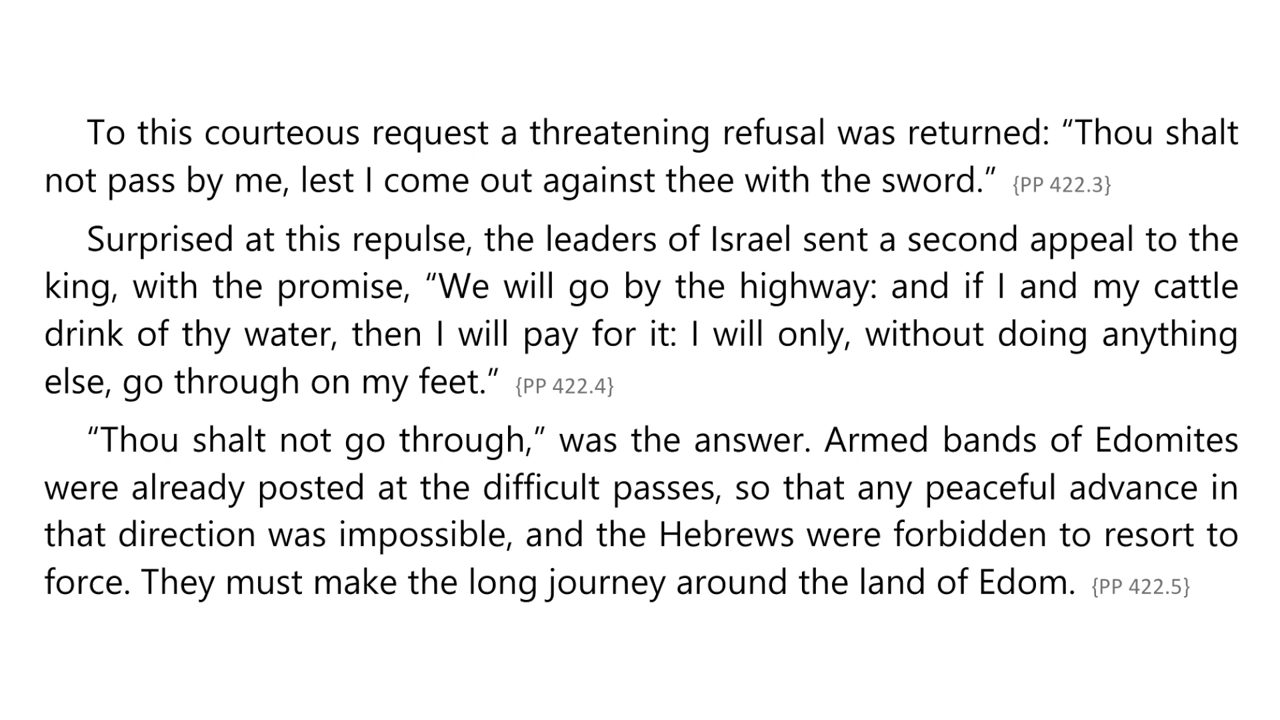 To this courteous request a threatening refusal was returned: “Thou shalt
not pass by me, lest I come out against thee with the sword.” {PP 422.3}
Surprised at this repulse, the leaders of Israel sent a second appeal to the
king, with the promise, “We will go by the highway: and if I and my cattle
drink of thy water, then I will pay for it: I will only, without doing anything
else, go through on my feet.” {PP 422.4}
“Thou shalt not go through,” was the answer. Armed bands of Edomites
were already posted at the difficult passes, so that any peaceful advance in
that direction was impossible, and the Hebrews were forbidden to resort to
force. They must make the long journey around the land of Edom. {PP 422.5}